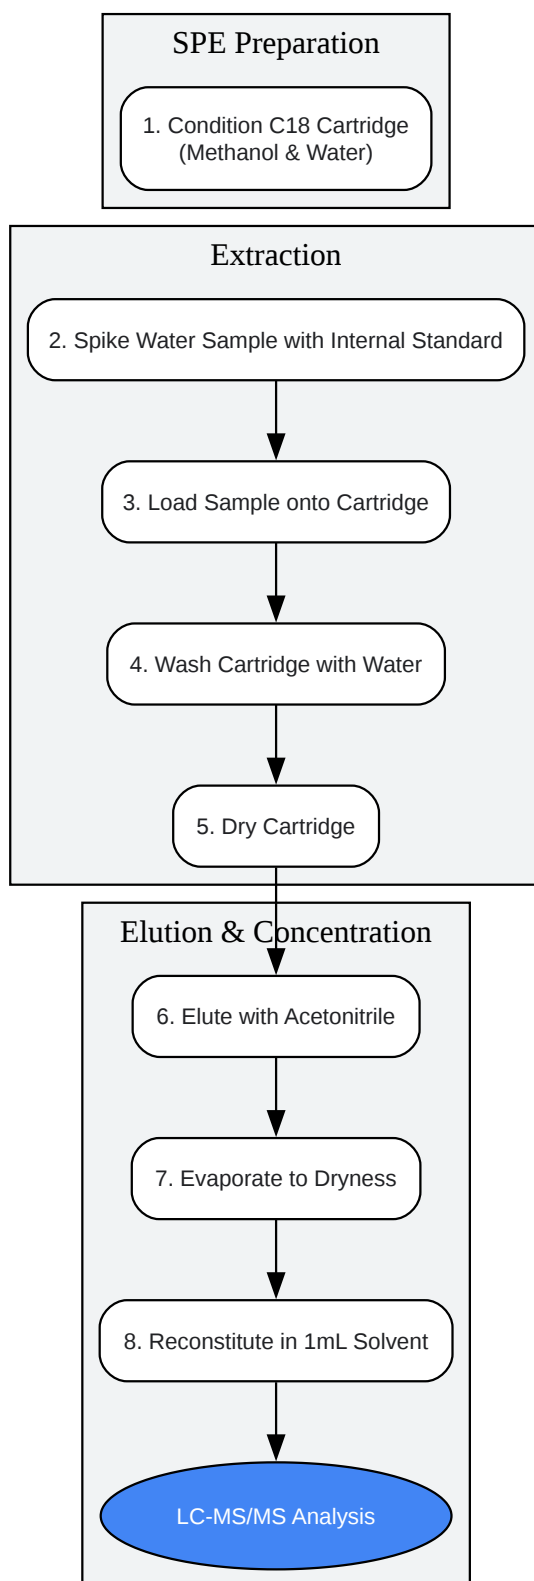 SPE Preparation
1. Condition C18 Cartridge
(Methanol & Water)
Extraction
2. Spike Water Sample with Internal Standard
3. Load Sample onto Cartridge
4. Wash Cartridge with Water
5. Dry Cartridge
Elution & Concentration
6. Elute with Acetonitrile
7. Evaporate to Dryness
8. Reconstitute in 1mL Solvent
LC-MS/MS Analysis